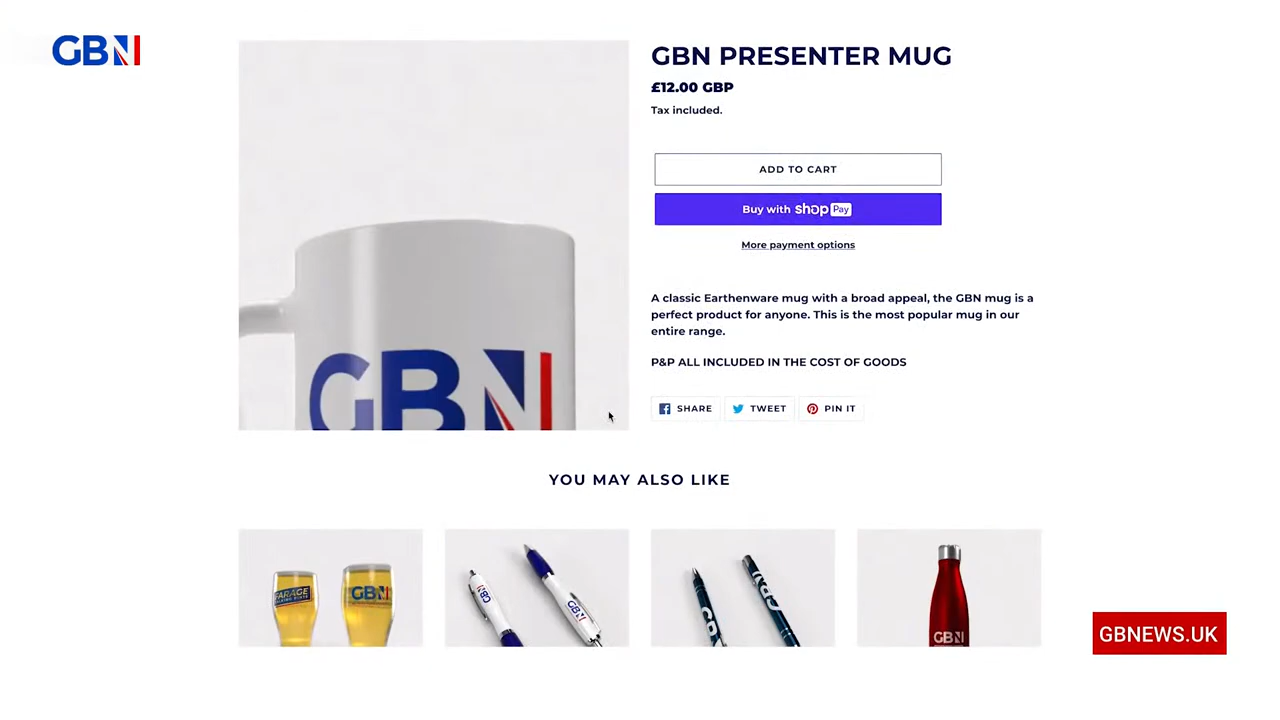 GBN
GBN PRESENTER MUG
£12.00 GBP
Tax included.
ADD TO CART
Buy with shop Pay
More payment options
A classic Earthenware mug with a broad appeal, the GBN mug is a
perfect product for anyone. This is the most popular mug in our
entire range.
P&P ALL INCLUDED IN THE COST OF GOODS
SHARE
TWEET
PIN IT
GBN
YOU MAY ALSO LIKE
GBN
GBN
GBN
GBN
GBNEWS.UK